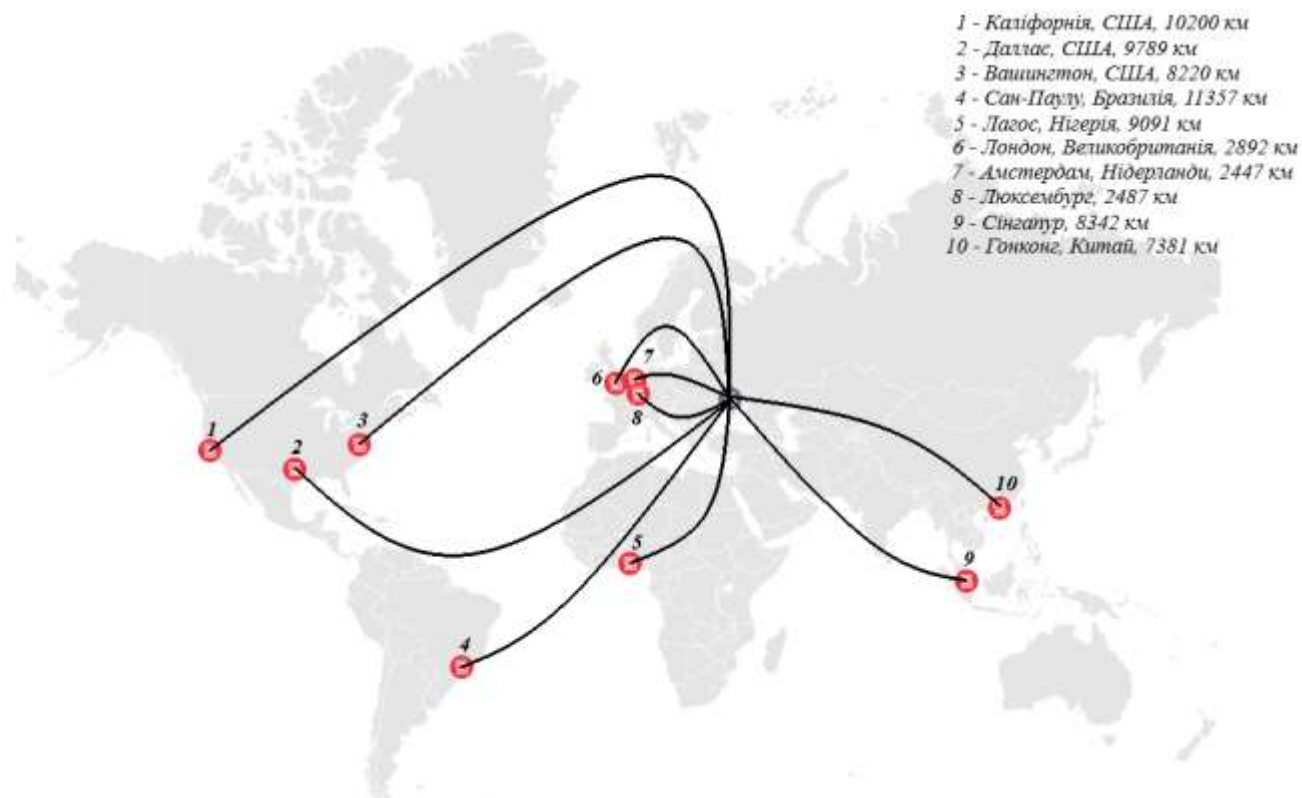 1 - Каліфорнія, США, 10200 км
2 - Даллас, США, 9789 км
3 - Вашингтон, США, 8220 км
4 - Сан-Паулу, Бразилія, 11357 км
5 - Лагос, Нігерія, 9091 км
6 - Лондон, Великобританія, 2892 км
7 - Амстердам, Нідерланди, 2447 км
8 - Люксембург, 2487 км
9 - Сінгапур, 8342 км
10 - Гонконг, Китай, 7381 км
7
6
8
1
3
2
10
5
9
4